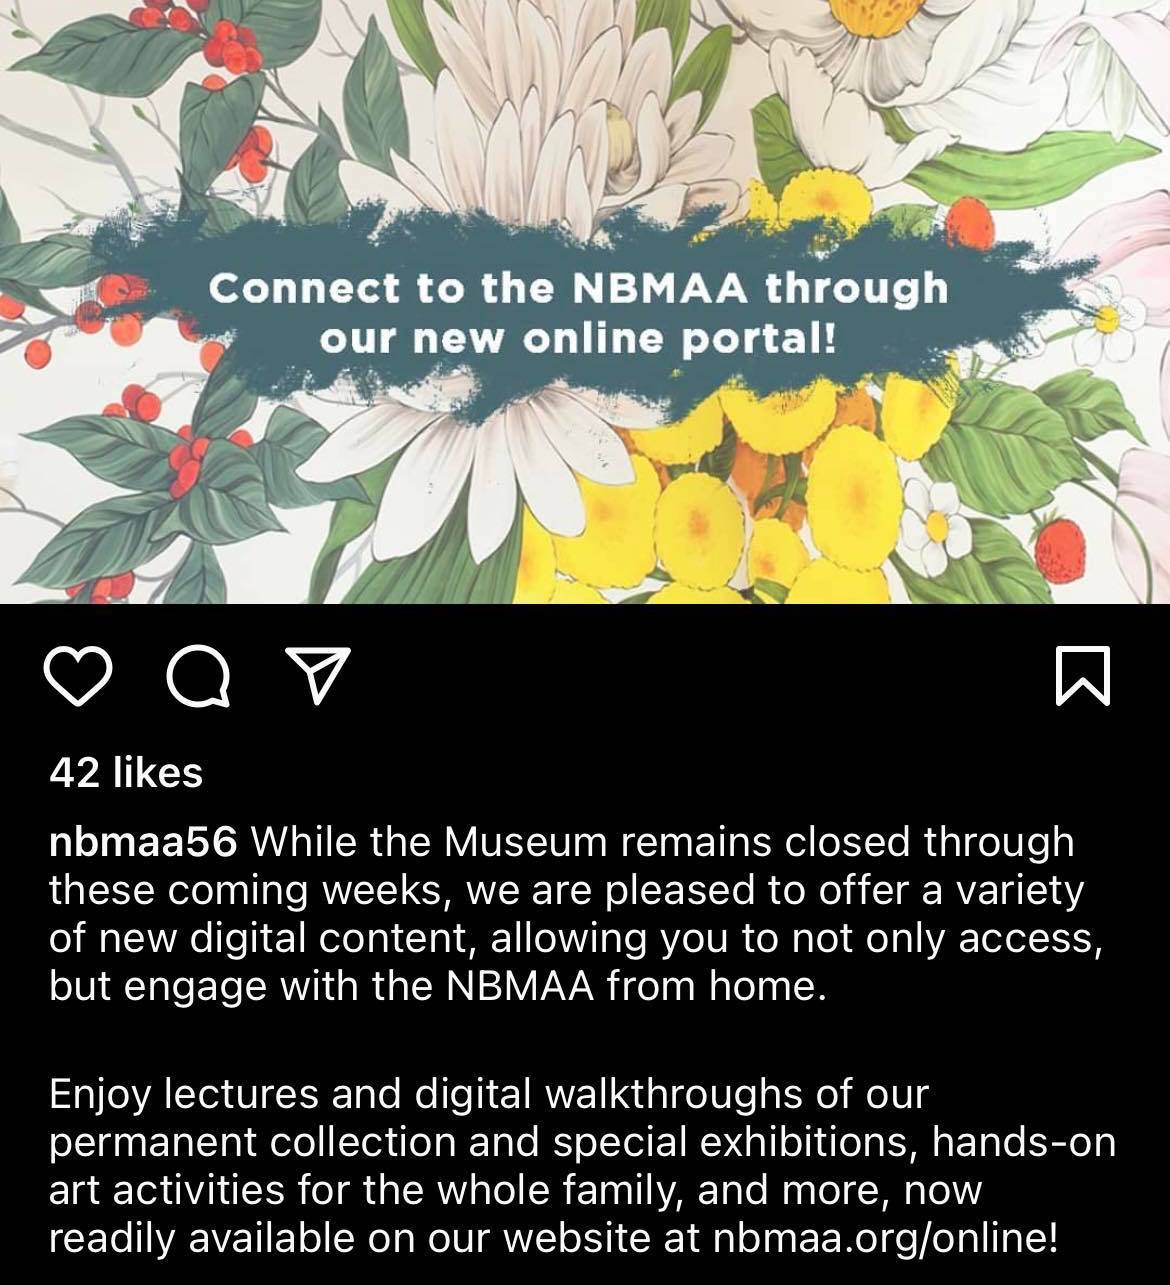 Connect to the NBMAA through
our new online portal!
42 likes
nbmaa56 While the Museum remains closed through
these coming weeks, we are pleased to offer a variety
of new digital content, allowing you to not only access,
but engage with the NBMAA from home.
Enjoy lectures and digital walkthroughs of our
permanent collection and special exhibitions, hands-on
art activities for the whole family, and more, now
readily available on our website at nbmaa.org/online!